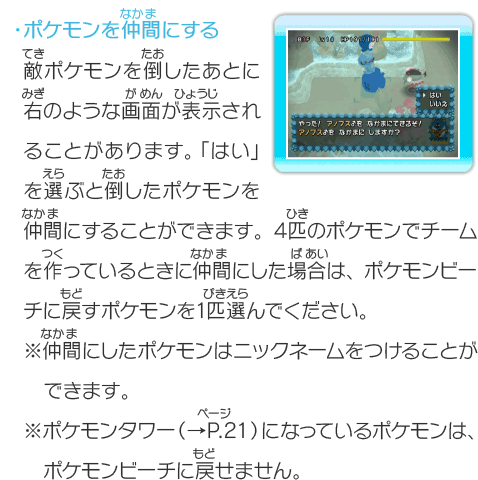 ・ポケモンを仲間にする
敵ポケモンを倒したあとに
右のような画面が表示され
ることがあります。「はい」
を選ぶと倒したポケモンを
仲間にすることができます。4匹のポケモンでチーム
を作っているときに仲間にした場合は、ポケモンビー
チに戻すポケモンを1匹選んでください。
※仲間にしたポケモンはニックネームをつけることが
できます。
※ポケモンタワー(→P.21)になっているポケモンは、
ポケモンビーチに戻せません。
はい
いいえ
やった! アノプス♂を なかまにできるぞ!
アノプス♂を なかまに しますか?